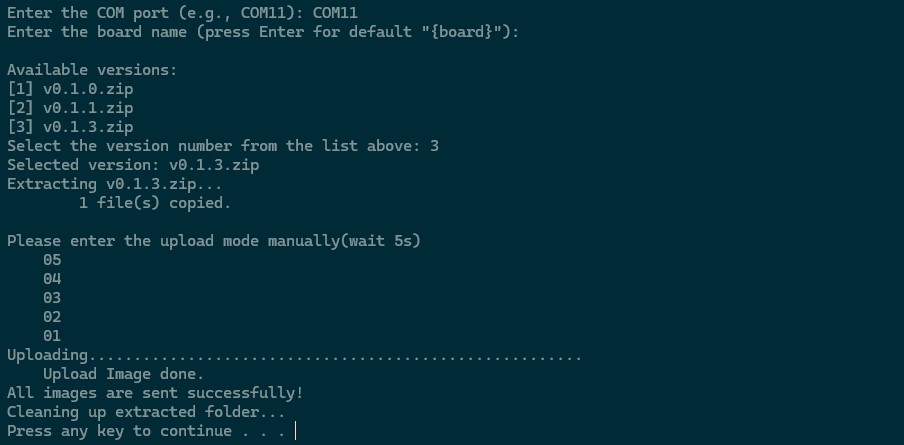 Enter the COM port (e.g., COM11): COM11
Enter the board name (press Enter for default "{board}"):
Available versions:
[1] v0.1.0.zip
[2] v0.1.1.zip
[3] v0.1.3.zip
Select the version number from the list above: 3
Selected version: v0.1.3.zip
Extracting v0.1.3.zip...
1 file(s) copied.
Please enter the upload mode manually(wait 5s)
05
04
03
02
01
Uploading.......................................................
Upload Image done.
All images are sent successfully!
Cleaning up extracted folder...
Press any key to continue . . .